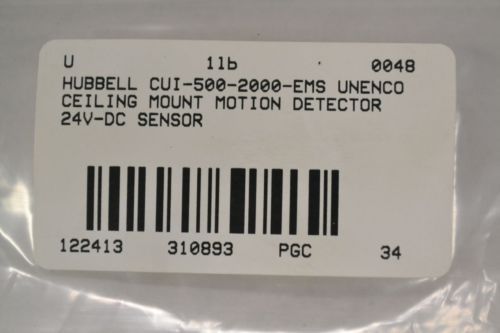 U 1lb 0048
HUBBELL CUI-500-2000-EMS UNENCO
CEILING MOUNT MOTION DETECTOR
24V-DC SENSOR
122413 310893 PGC 34